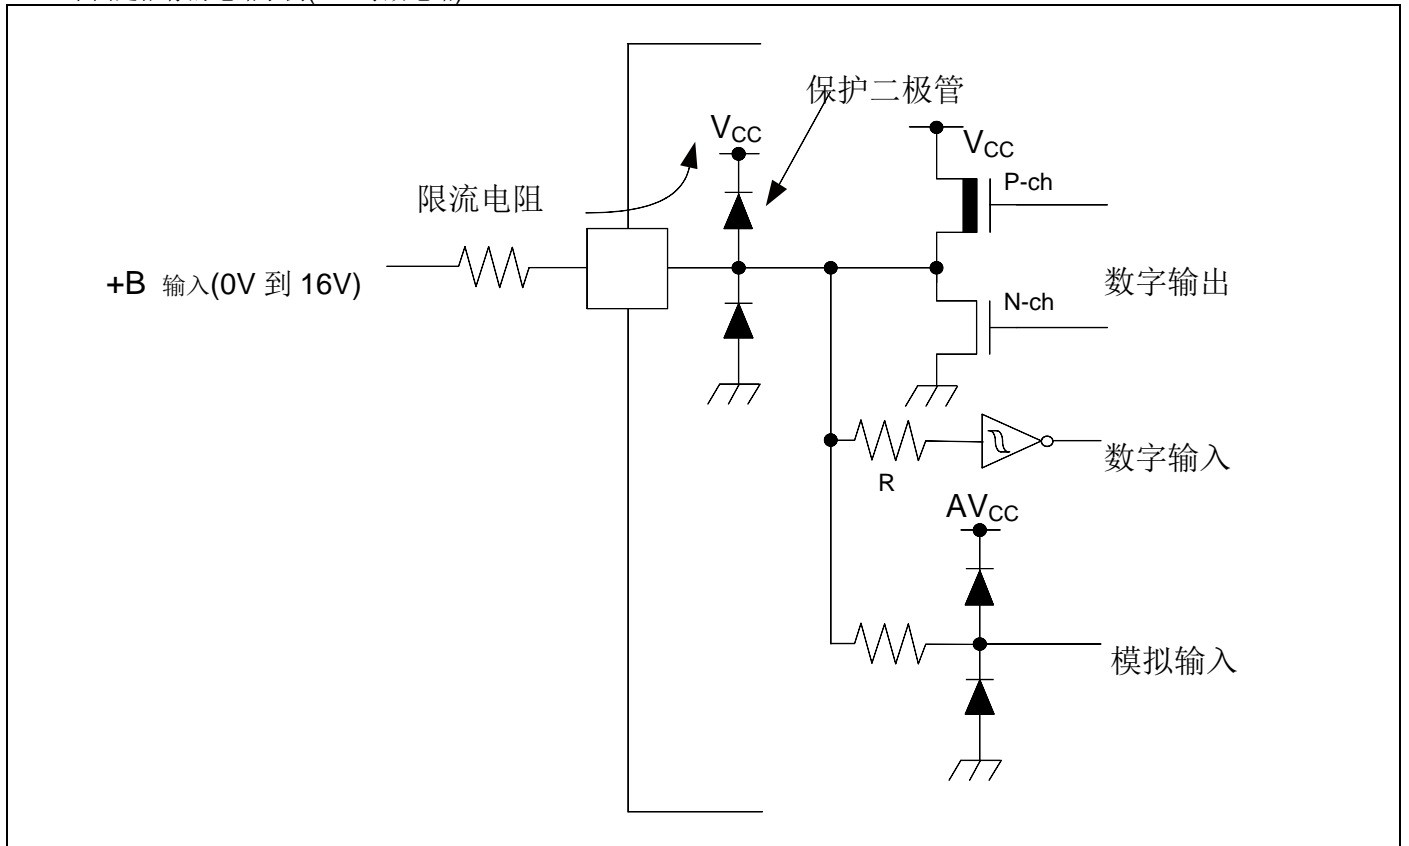 保护二极管
V_CC
V_CC
P-ch
限流电阻
+B 输入(0V 到 16V)
数字输出
N-ch
数字输入
R
AV_CC
模拟输入